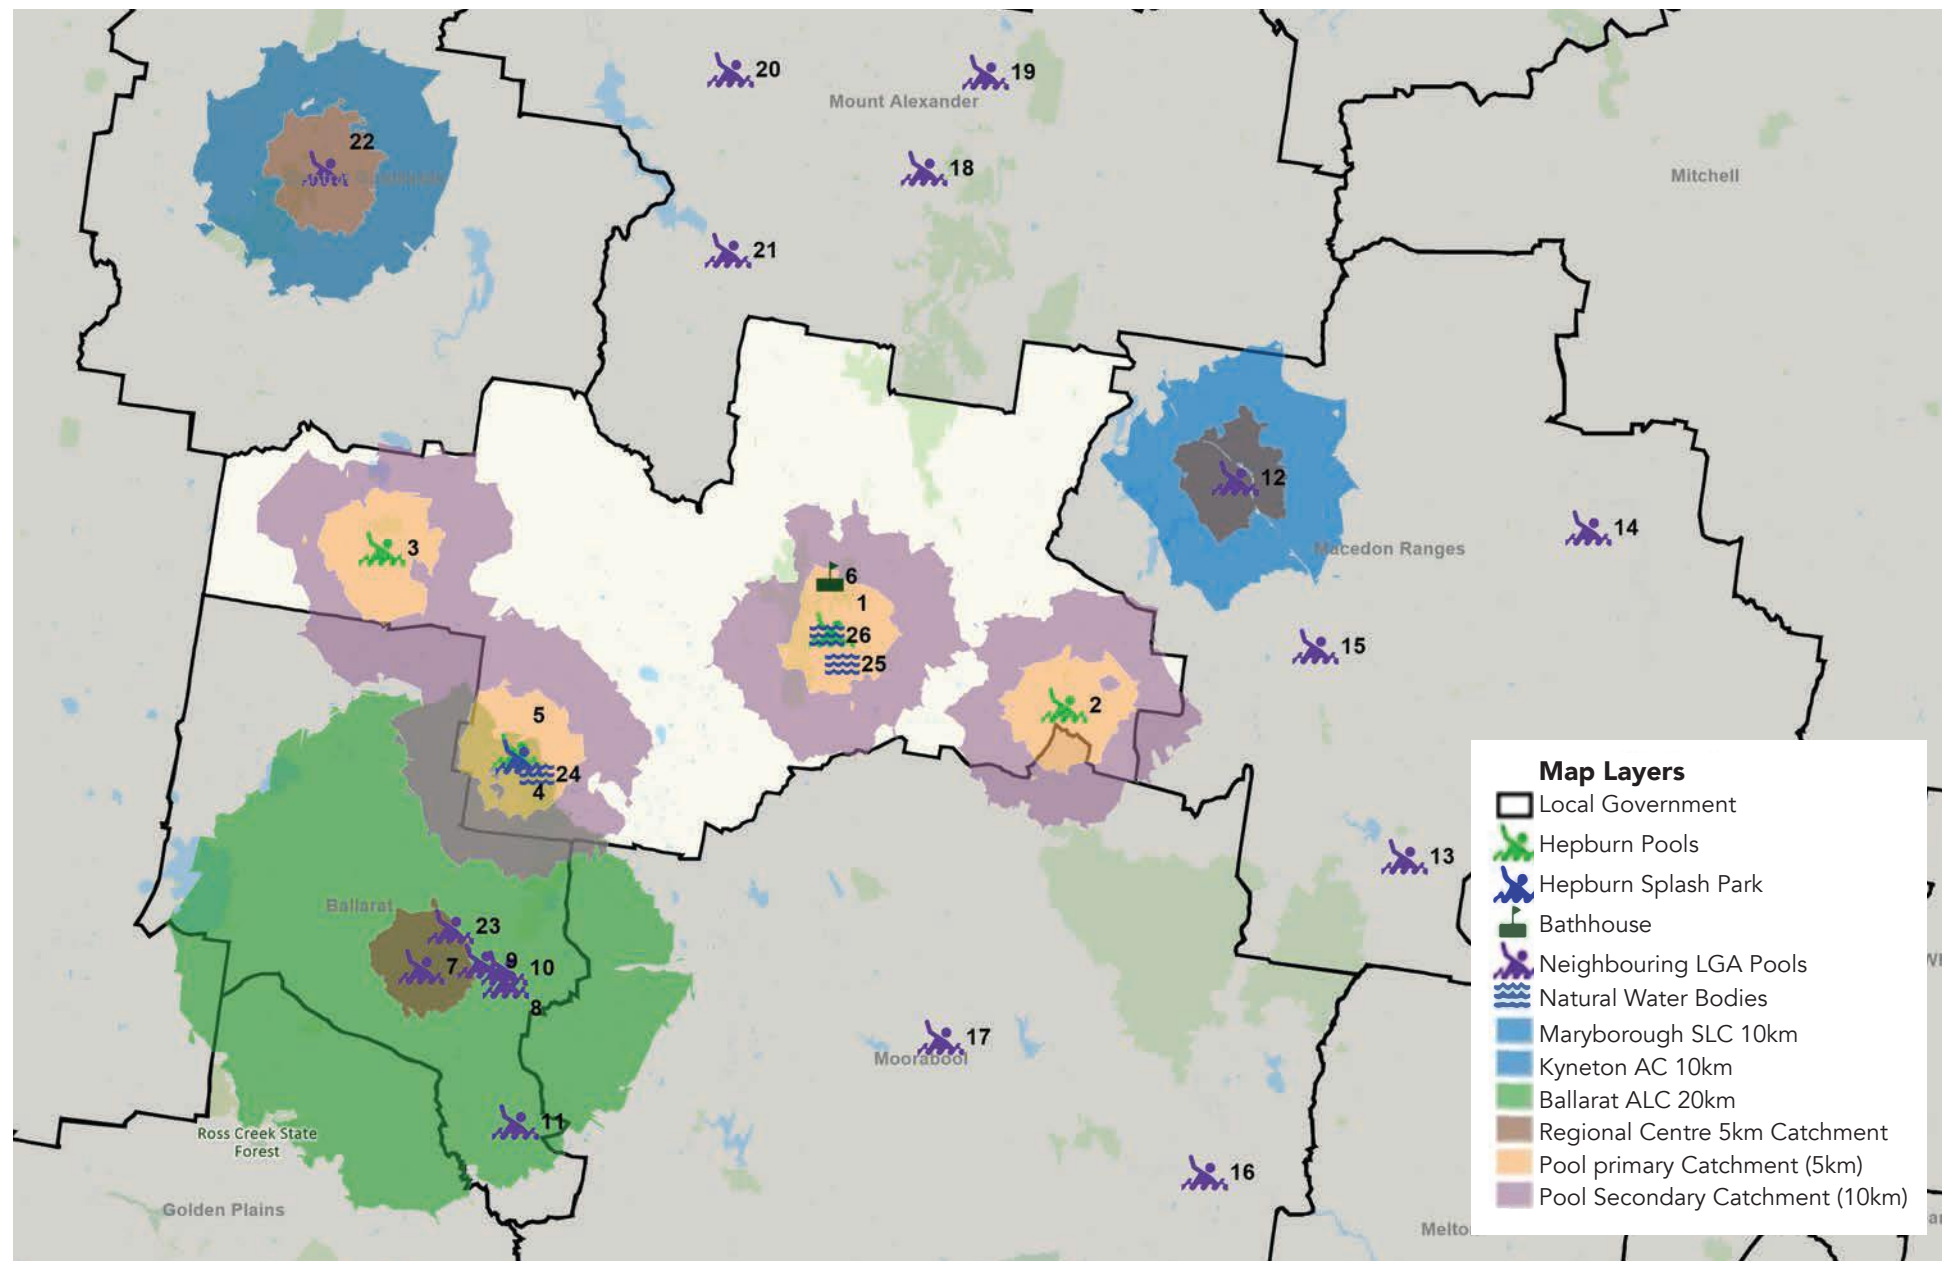 20
19
Mount Alexander
22
18
Mitchell
21
12
3
14
Macedon Ranges
6
1
26
15
25
2
5
24
4
Map Layers
Local Government
Hepburn Pools
Hepburn Splash Park
Bathhouse
Neighbouring LGA Pools
Natural Water Bodies
Maryborough SLC 10km
Kyneton AC 10km
Ballarat ALC 20km
Regional Centre 5km Catchment
Pool primary Catchment (5km)
Pool Secondary Catchment (10km)
13
Ballarat
23
9
7
10
8
17
Moorabool
11
Ross Creek State
Forest
16
Golden Plains
Melto